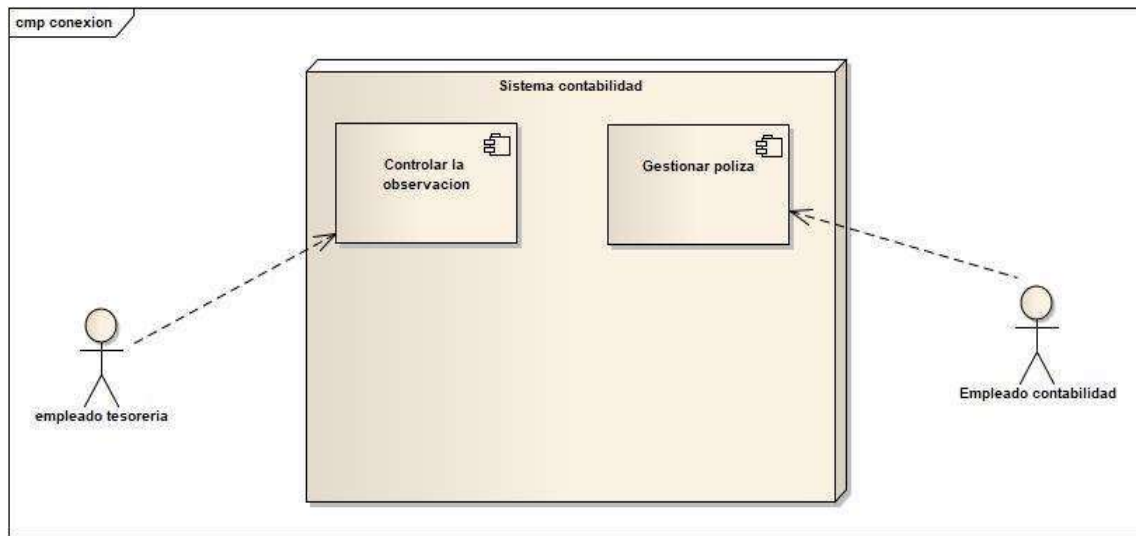 cmp conexion
Sistema contabilidad
Controlar la
observacion
Gestionar poliza
empleado tesoreria
Empleado contabilidad